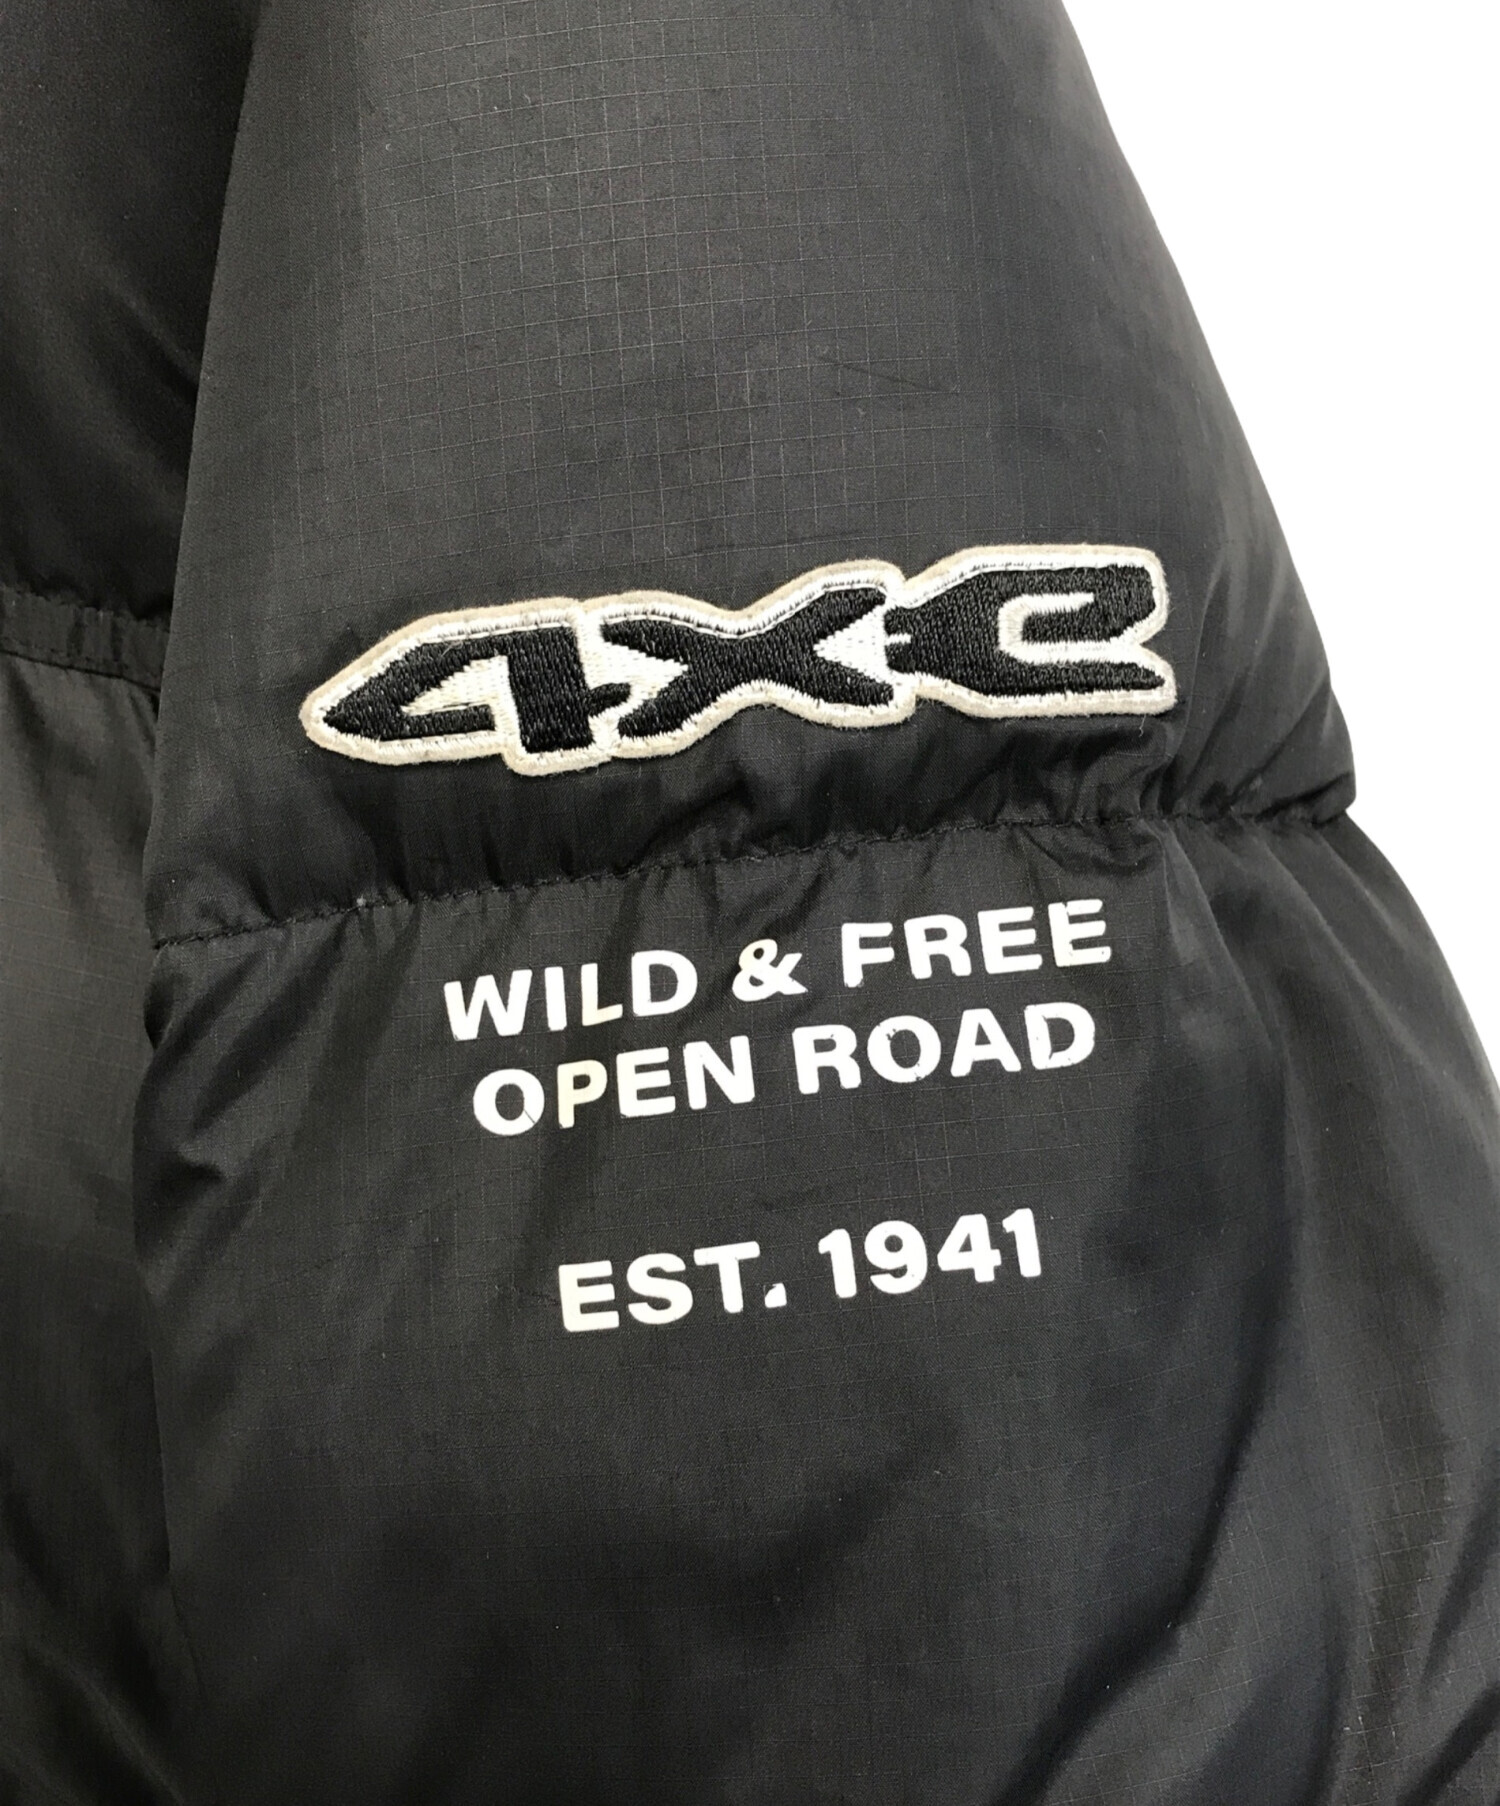 4xe
WILD & FREE
OPEN ROAD
EST. 1941